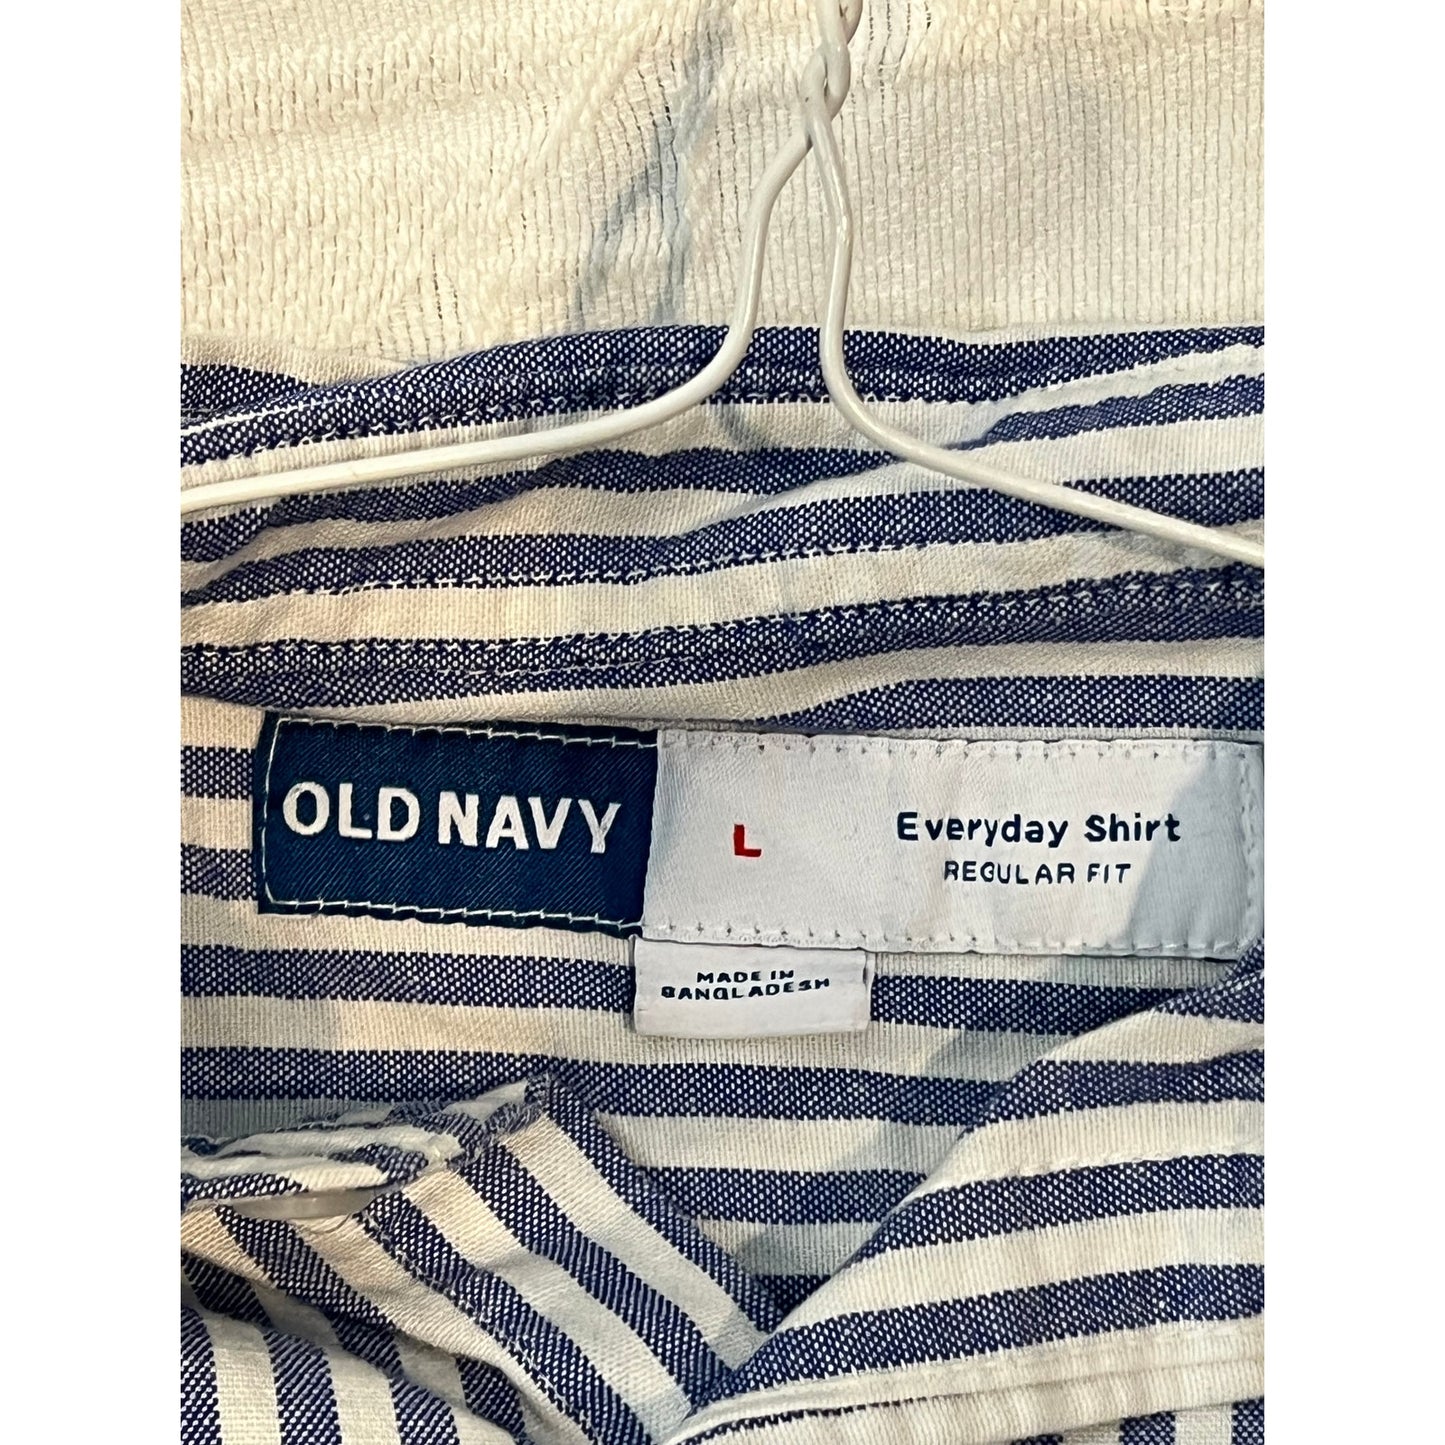 OLD NAVY
L
Everyday Shirt
REGULAR FIT
MADE IN
BANGLADESH